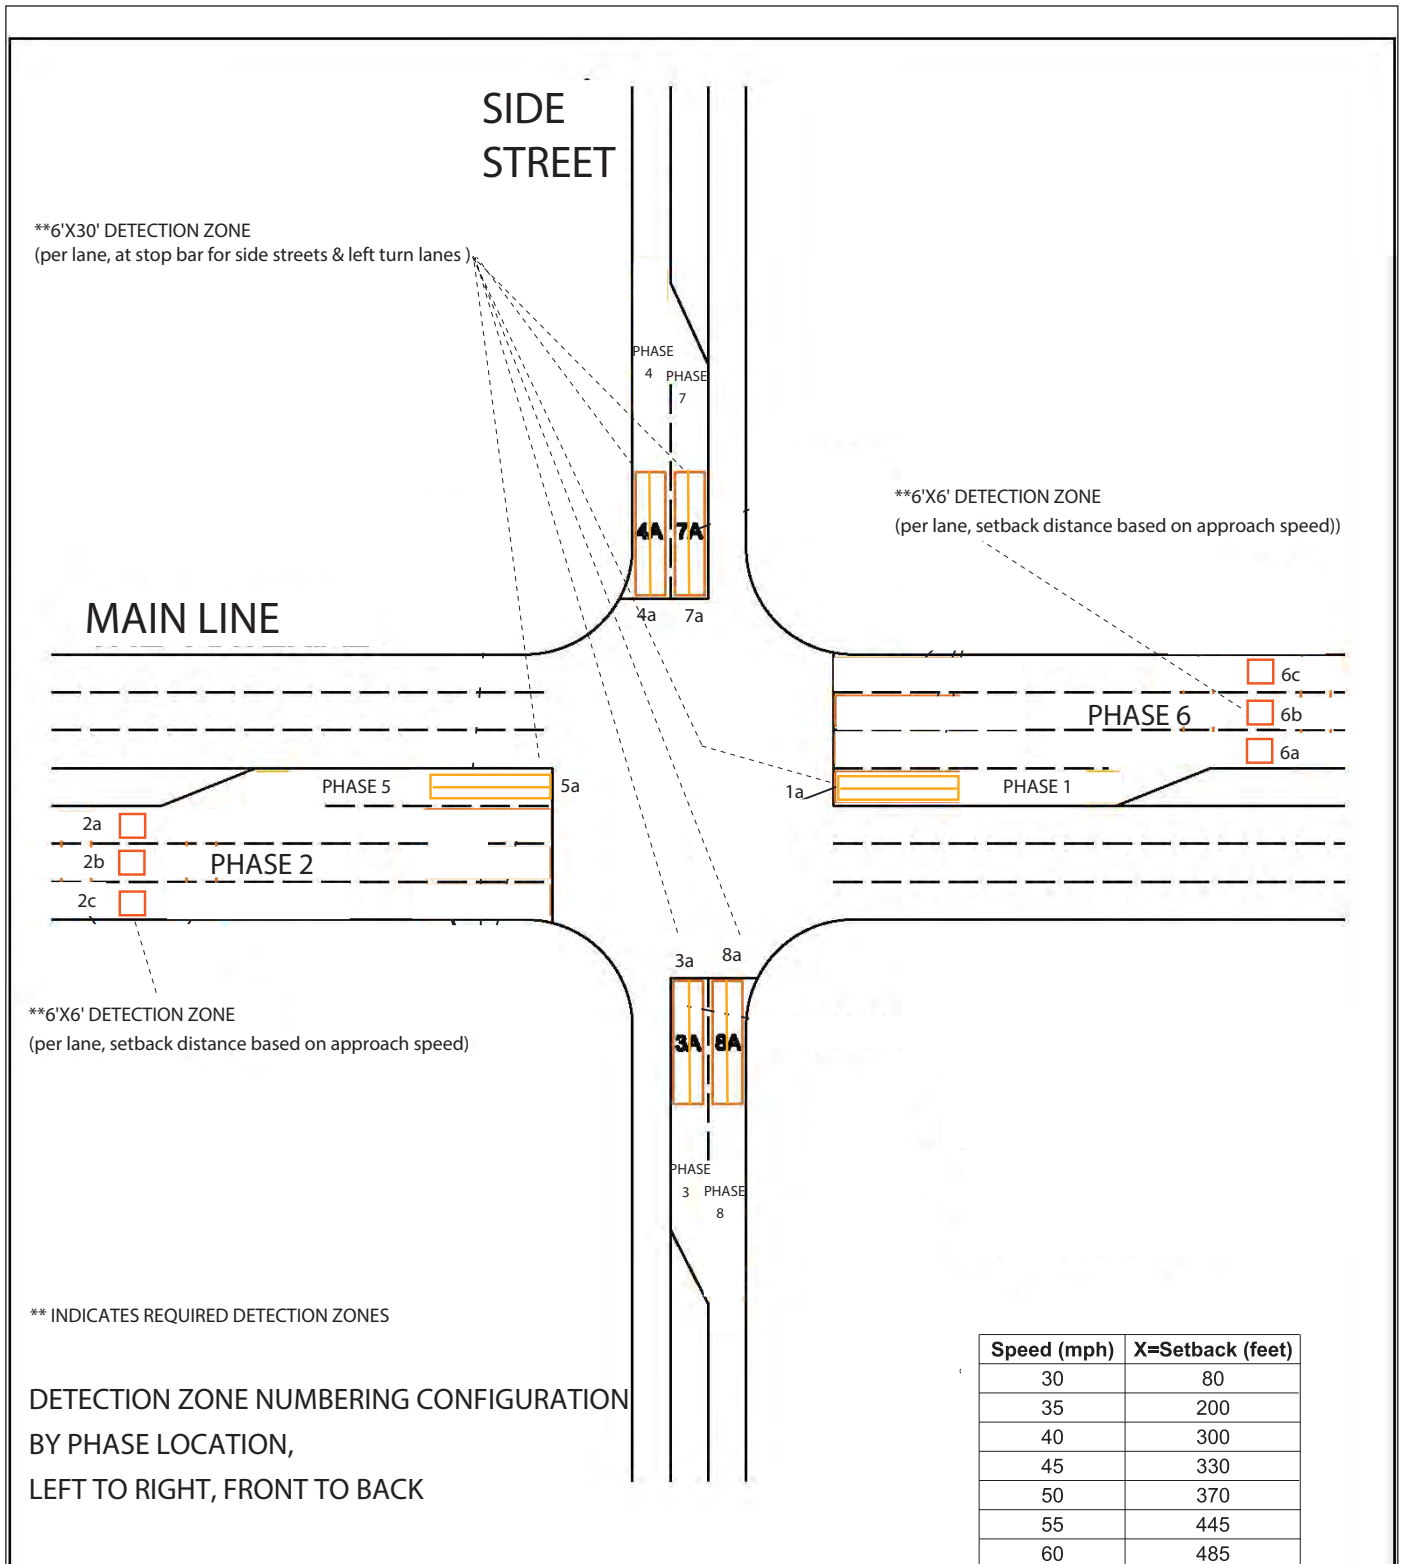 SIDE
STREET
**6'X30' DETECTION ZONE
(per lane, at stop bar for side streets & left turn lanes )
PHASE
4
PHASE
7
4A
7A
4a
7a
**6'X6' DETECTION ZONE
(per lane, setback distance based on approach speed))
MAIN LINE
6c
PHASE 6
6b
6a
PHASE 5
5a
1a
PHASE 1
2a
2b
PHASE 2
2c
3a
8a
**6'X6' DETECTION ZONE
(per lane, setback distance based on approach speed)
3A
8A
PHASE
3
PHASE
8
** INDICATES REQUIRED DETECTION ZONES
DETECTION ZONE NUMBERING CONFIGURATION
BY PHASE LOCATION,
LEFT TO RIGHT, FRONT TO BACK
Speed (mph) X=Setback (feet)
30 80
35 200
40 300
45 330
50 370
55 445
60 485